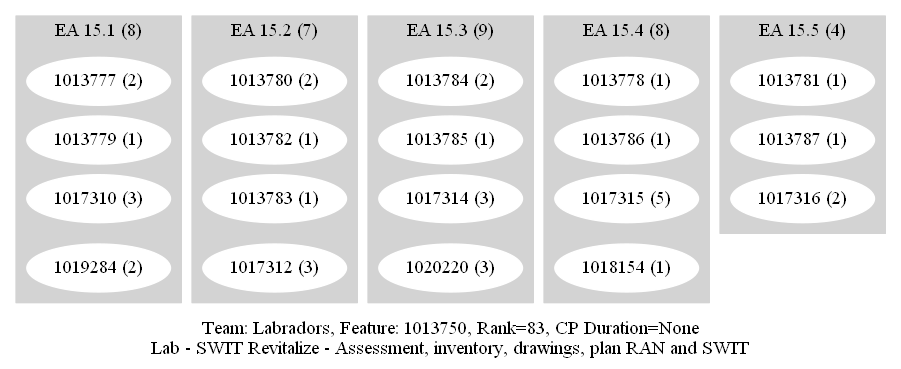 EA 15.1 (8)
1013777 (2)
1013779 (1)
1017310 (3)
1019284 (2)
EA 15.2 (7)
1013780 (2)
1013782 (1)
1013783 (1)
1017312 (3)
EA 15.3 (9)
1013784 (2)
1013785 (1)
1017314 (3)
1020220 (3)
EA 15.4 (8)
1013778 (1)
1013786 (1)
1017315 (5)
1018154 (1)
EA 15.5 (4)
1013781 (1)
1013787 (1)
1017316 (2)
Team: Labradors, Feature: 1013750, Rank=83, CP Duration=None
Lab - SWIT Revitalize - Assessment, inventory, drawings, plan RAN and SWIT